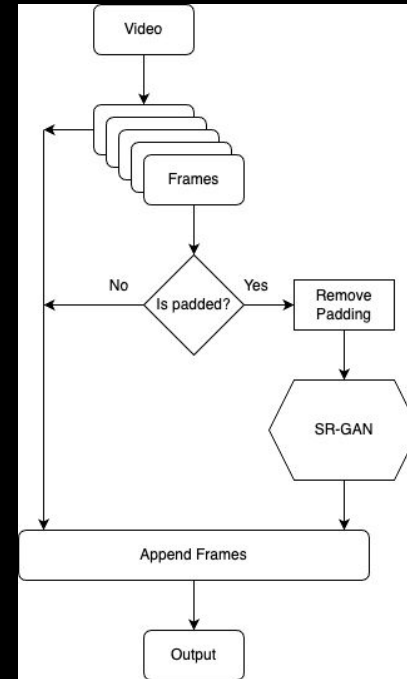 Video
Frames
No
Is padded?
Yes
Remove
Padding
SR-GAN
Append Frames
Output